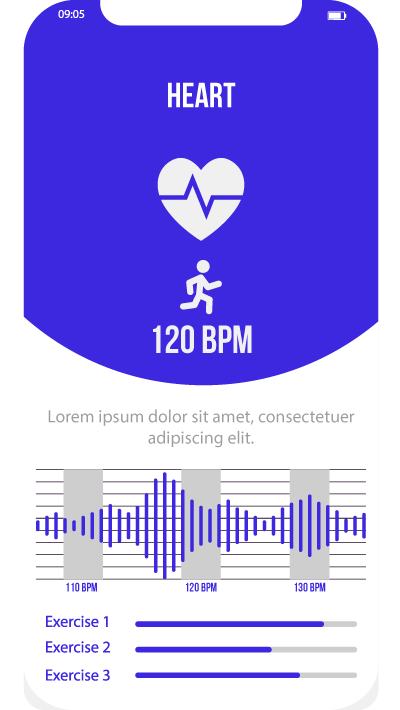 09:05
HEART
120 BPM
Lorem ipsum dolor sit amet, consectetuer
adipiscing elit.
110 BPM 120 BPM 130 BPM
Exercise 1
Exercise 2
Exercise 3